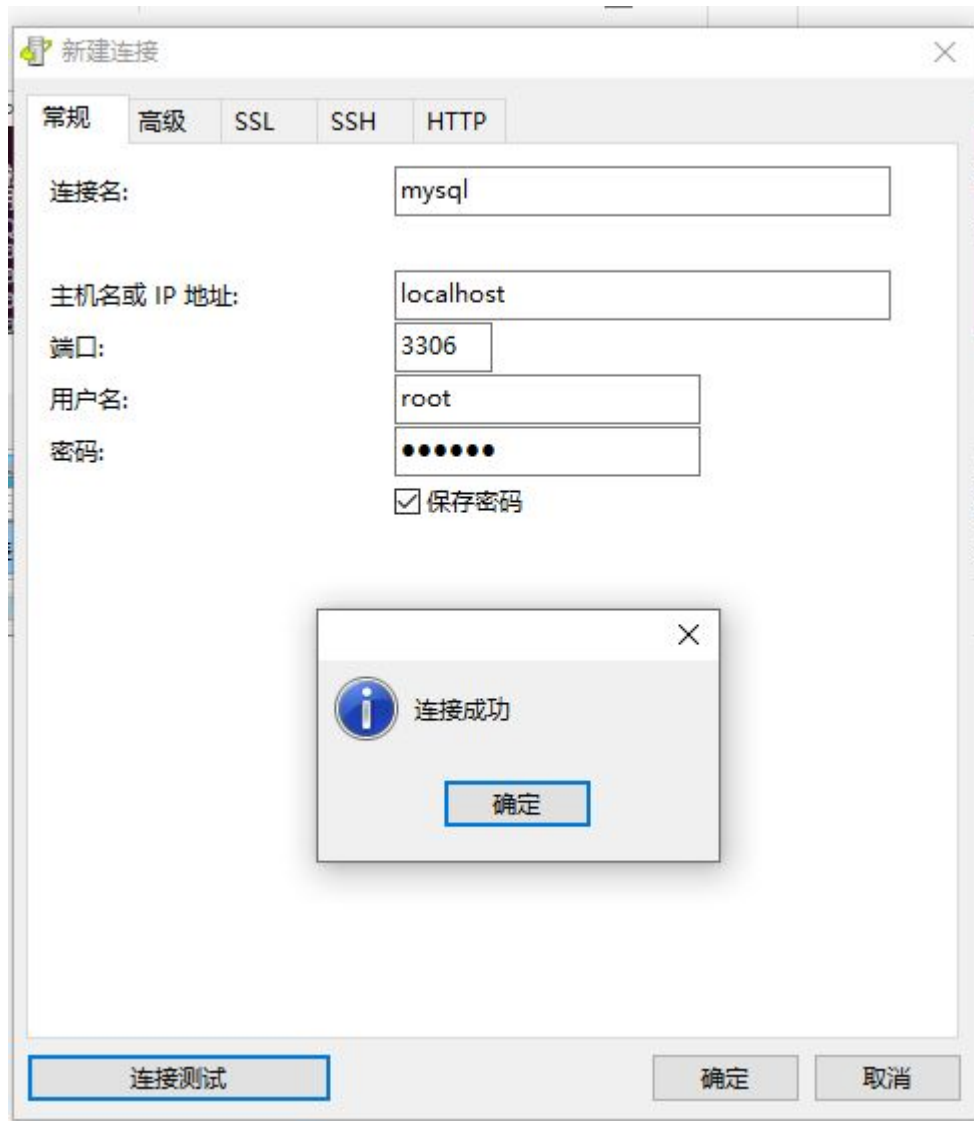 新建连接
常规 高级 SSL SSH HTTP
连接名: mysql
主机名或 IP 地址: localhost
端口: 3306
用户名: root
密码: ●●●●●●
保存密码
连接成功
确定
连接测试 确定 取消